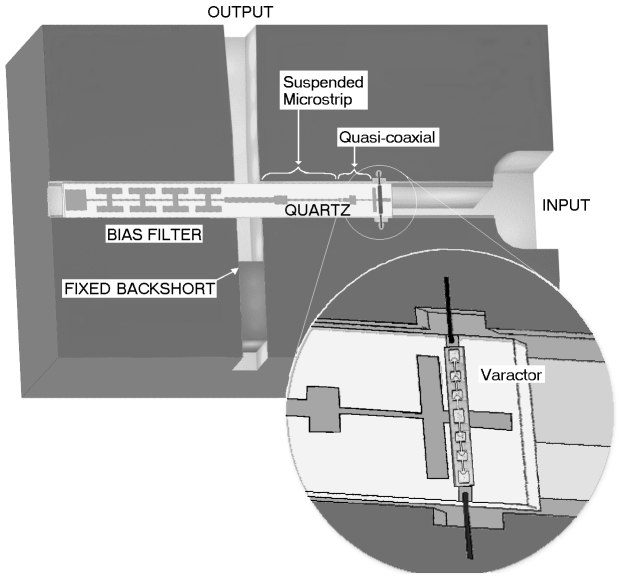 OUTPUT
Suspended
Microstrip
Quasi-coaxial
INPUT
QUARTZ
BIAS FILTER
FIXED BACKSHORT
Varactor